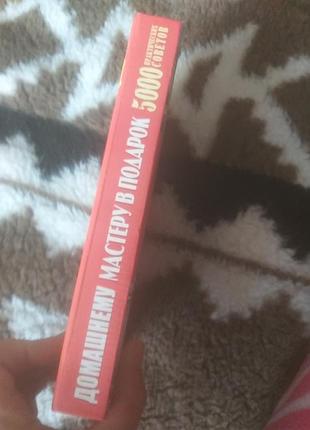 ДОМАШНЕМУ МАСТЕРУ В ПОДАРОК
5000
ПРАКТИЧЕСКИХ
СОВЕТОВ